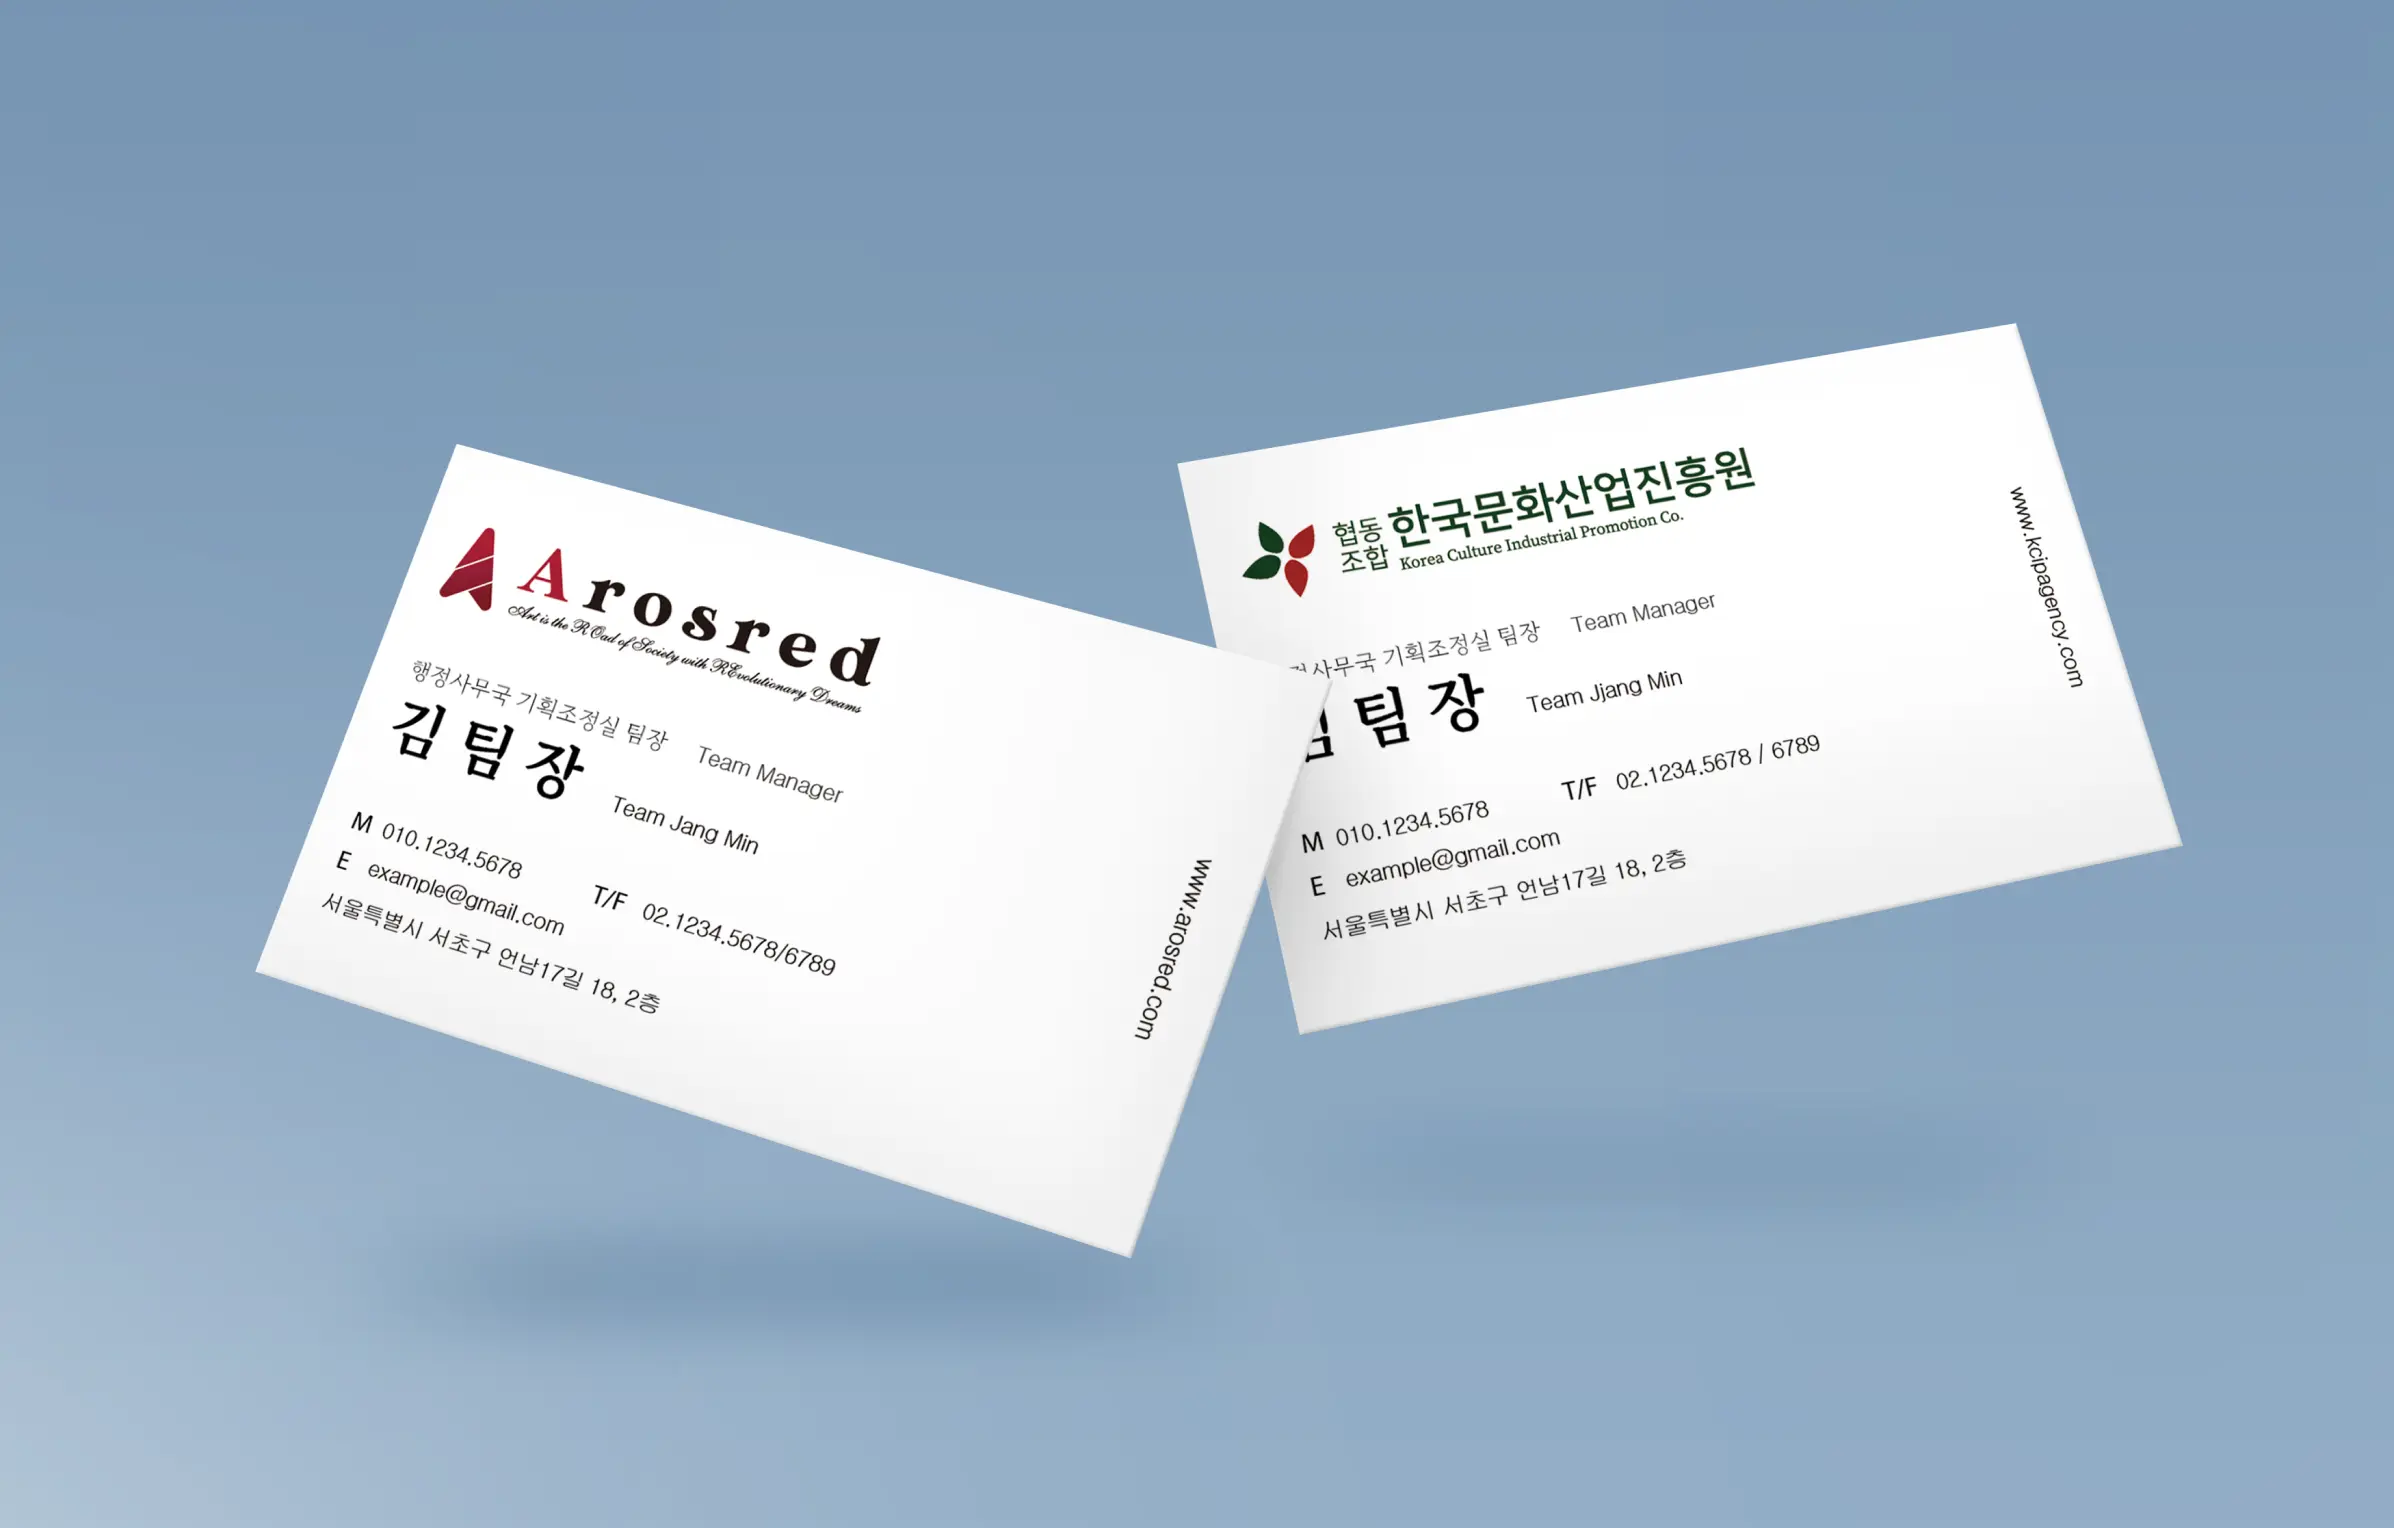 Arosred
Art is the ROad of Society with REvolutionary Dreams
행정사무국 기획조정실 팀장 Team Manager
김팀장 Team Jang Min
M 010.1234.5678
E example@gmail.com T/F 02.1234.5678/6789
서울특별시 서초구 언남17길 18, 2층
www.arosred.com
협동조합 한국문화산업진흥원
Korea Culture Industrial Promotion Co.
기획조정실 팀장 Team Manager
팀장 Team Jjang Min
M 010.1234.5678 T/F 02.1234.5678 / 6789
E example@gmail.com
서울특별시 서초구 언남17길 18, 2층
www.kcipagency.com